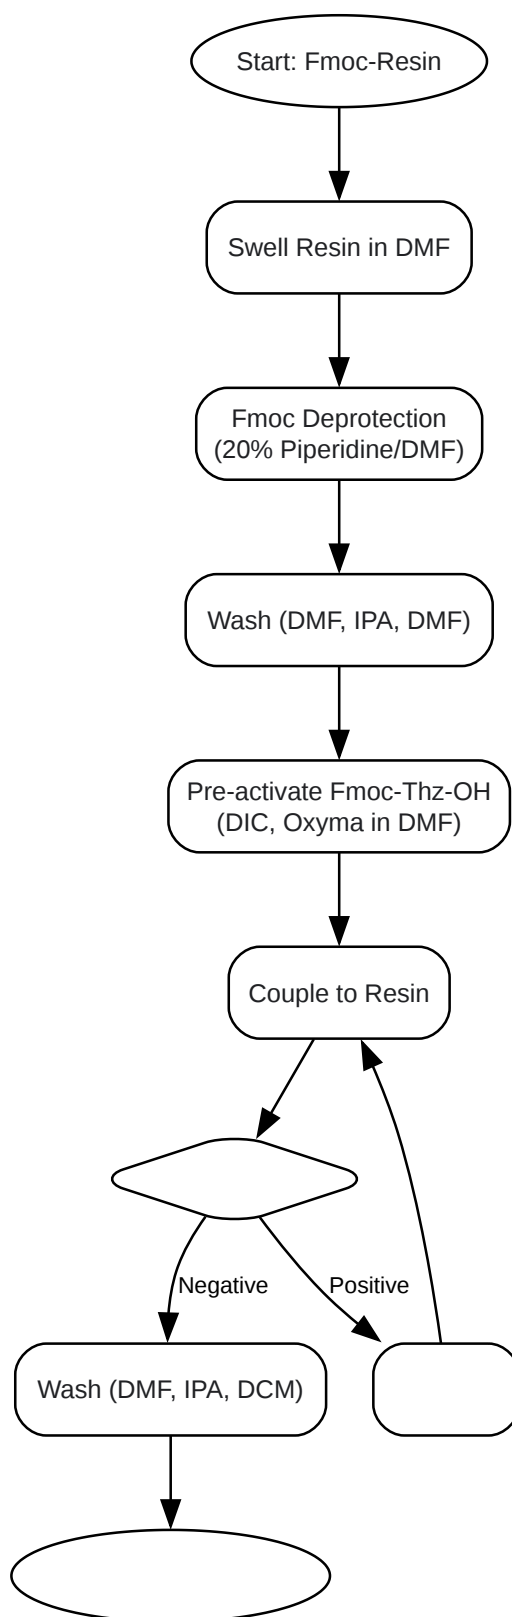 Start: Fmoc-Resin
Swell Resin in DMF
Fmoc Deprotection
(20% Piperidine/DMF)
Wash (DMF, IPA, DMF)
Pre-activate Fmoc-Thz-OH
(DIC, Oxyma in DMF)
Couple to Resin
Negative
Positive
Wash (DMF, IPA, DCM)